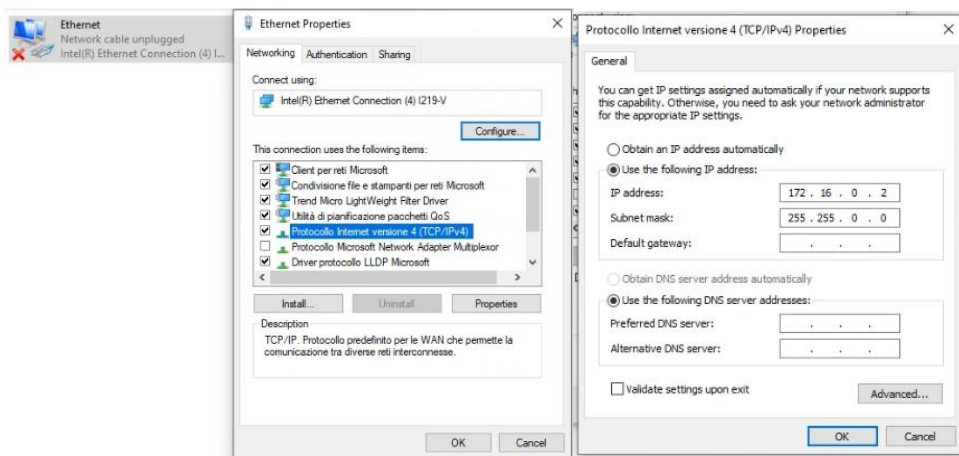 Ethernet
Network cable unplugged
Intel(R) Ethernet Connection (4) I...
Ethernet Properties
Networking Authentication Sharing
Connect using:
Intel(R) Ethernet Connection (4) I219-V
Configure...
This connection uses the following items:
Client per reti Microsoft
Condivisione file e stampanti per reti Microsoft
Trend Micro LightWeight Filter Driver
Utilità di pianificazione pacchetti QoS
Protocollo Internet versione 4 (TCP/IPv4)
Protocollo Microsoft Network Adapter Multiplexor
Driver protocollo LLDP Microsoft
Install... Uninstall Properties
Description
TCP/IP. Protocollo predefinito per le WAN che permette la
comunicazione tra diverse reti interconnesse.
OK Cancel
Protocollo Internet versione 4 (TCP/IPv4) Properties
General
You can get IP settings assigned automatically if your network supports
this capability. Otherwise, you need to ask your network administrator
for the appropriate IP settings.
Obtain an IP address automatically
Use the following IP address:
IP address: 172 . 16 . 0 . 2
Subnet mask: 255 . 255 . 0 . 0
Default gateway: . . .
Obtain DNS server address automatically
Use the following DNS server addresses:
Preferred DNS server: . . .
Alternative DNS server: . . .
Validate settings upon exit
Advanced...
OK Cancel